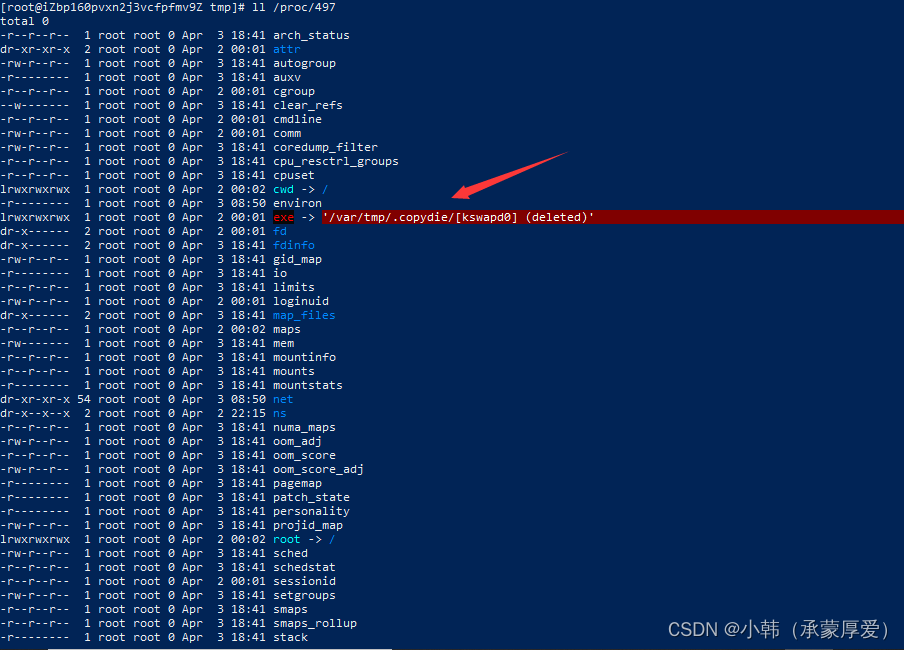 [root@iZbp160pvxn2j3vcfpfmv9Z tmp]# ll /proc/497
total 0
-r--r--r--  1 root root 0 Apr  3 18:41 arch_status
dr-xr-xr-x  2 root root 0 Apr  2 00:01 attr
-rw-r--r--  1 root root 0 Apr  3 18:41 autogroup
-r--------  1 root root 0 Apr  3 18:41 auxv
-r--r--r--  1 root root 0 Apr  2 00:01 cgroup
--w-------  1 root root 0 Apr  3 18:41 clear_refs
-r--r--r--  1 root root 0 Apr  2 00:01 cmdline
-rw-r--r--  1 root root 0 Apr  2 00:01 comm
-rw-r--r--  1 root root 0 Apr  3 18:41 coredump_filter
-r--r--r--  1 root root 0 Apr  3 18:41 cpu_resctrl_groups
-r--r--r--  1 root root 0 Apr  3 18:41 cpuset
lrwxrwxrwx  1 root root 0 Apr  2 00:02 cwd -> /
-r--------  1 root root 0 Apr  3 08:50 environ
lrwxrwxrwx  1 root root 0 Apr  2 00:01 exe -> '/var/tmp/.copydie/[kswapd0] (deleted)'
dr-x------  2 root root 0 Apr  2 00:01 fd
dr-x------  2 root root 0 Apr  3 18:41 fdinfo
-rw-r--r--  1 root root 0 Apr  3 18:41 gid_map
-r--------  1 root root 0 Apr  3 18:41 io
-r--r--r--  1 root root 0 Apr  3 18:41 limits
-rw-r--r--  1 root root 0 Apr  2 00:01 loginuid
dr-x------  2 root root 0 Apr  3 18:41 map_files
-r--r--r--  1 root root 0 Apr  2 00:02 maps
-rw-------  1 root root 0 Apr  3 18:41 mem
-r--r--r--  1 root root 0 Apr  3 18:41 mountinfo
-r--r--r--  1 root root 0 Apr  3 18:41 mounts
-r--------  1 root root 0 Apr  3 18:41 mountstats
dr-xr-xr-x 54 root root 0 Apr  3 08:50 net
dr-x--x--x  2 root root 0 Apr  2 22:15 ns
-r--r--r--  1 root root 0 Apr  3 18:41 numa_maps
-rw-r--r--  1 root root 0 Apr  3 18:41 oom_adj
-r--r--r--  1 root root 0 Apr  3 18:41 oom_score
-rw-r--r--  1 root root 0 Apr  3 18:41 oom_score_adj
-r--------  1 root root 0 Apr  3 18:41 pagemap
-r--------  1 root root 0 Apr  3 18:41 patch_state
-r--------  1 root root 0 Apr  3 18:41 personality
-rw-r--r--  1 root root 0 Apr  3 18:41 projid_map
lrwxrwxrwx  1 root root 0 Apr  2 00:02 root -> /
-rw-r--r--  1 root root 0 Apr  3 18:41 sched
-r--r--r--  1 root root 0 Apr  3 18:41 schedstat
-r--r--r--  1 root root 0 Apr  2 00:01 sessionid
-rw-r--r--  1 root root 0 Apr  3 18:41 setgroups
-r--r--r--  1 root root 0 Apr  3 18:41 smaps
-r--r--r--  1 root root 0 Apr  3 18:41 smaps_rollup
-r--------  1 root root 0 Apr  3 18:41 stack
CSDN @小韩（承蒙厚爱）